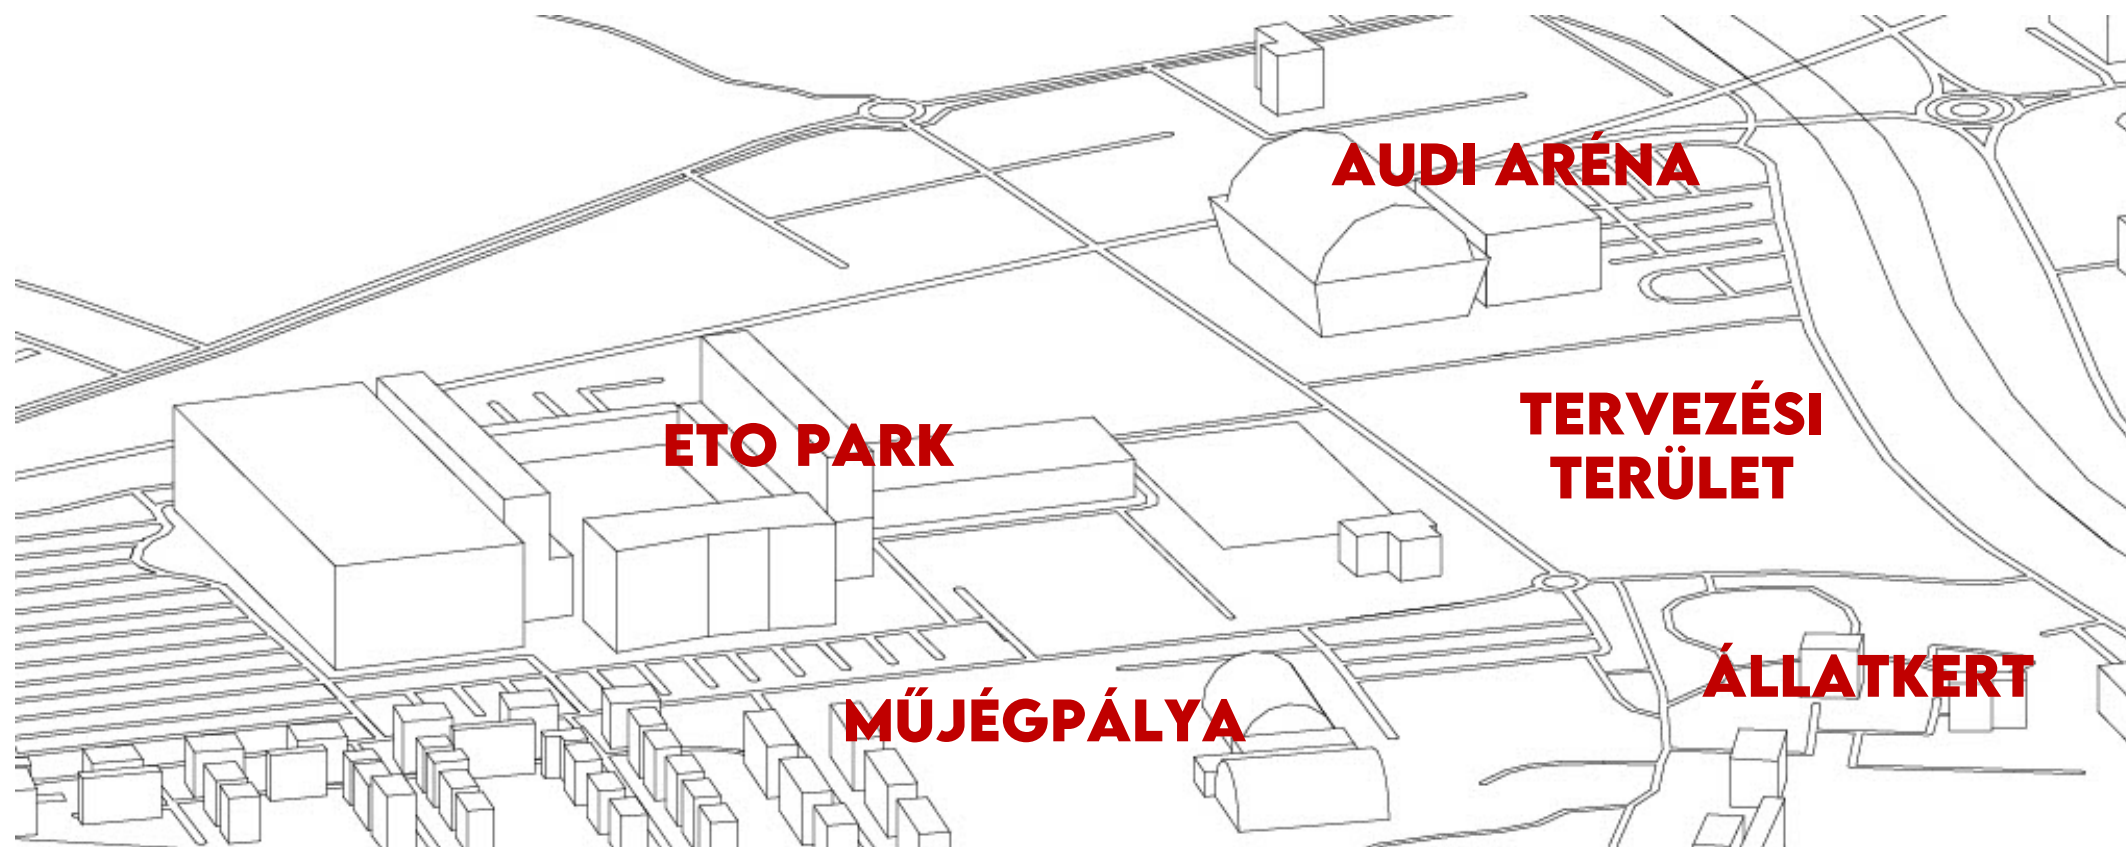 AUDI ARÉNA
TERVEZÉSI
TERÜLET
ETO PARK
ÁLLATKERT
MŰJÉGPÁLYA